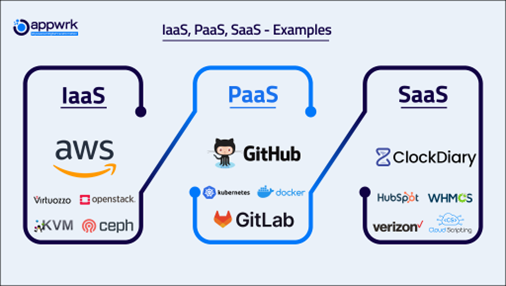 appwrk
IaaS, PaaS, SaaS - Examples
IaaS
aws
Virtuozzo
openstack.
KVM
ceph
PaaS
GitHub
kubernetes
docker
GitLab
SaaS
ClockDiary
HubSpot
WHMCS
verizon
Cloud Scripting